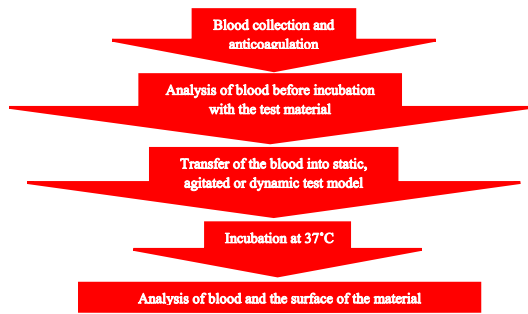 Blood collection and
anticoagulation
Analysis of blood before incubation
with the test material
Transfer of the blood into static,
agitated or dynamic test model
Incubation at 37˚C
Analysis of blood and the surface of the material